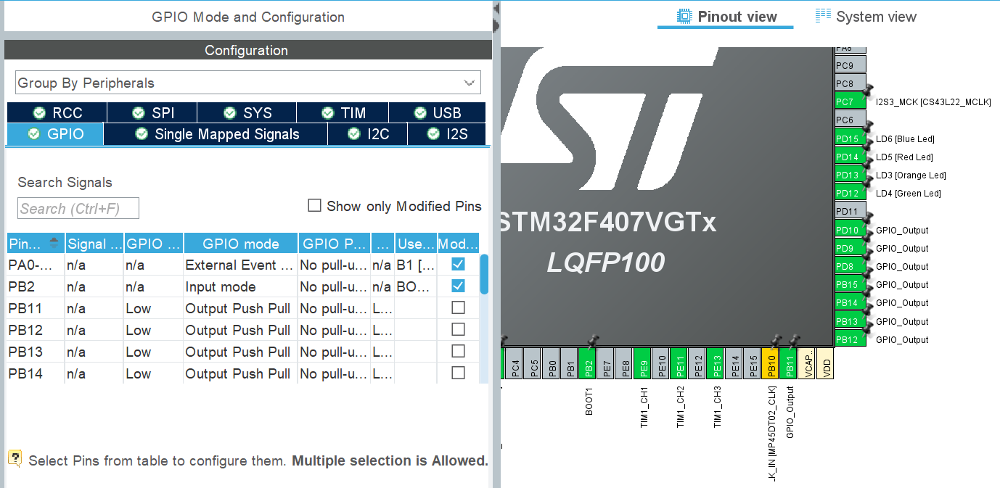 GPIO Mode and Configuration
Configuration
Group By Peripherals
RCC SPI SYS TIM USB
GPIO Single Mapped Signals I2C I2S
Search Signals
Search (Ctrl+F)
Show only Modified Pins
Pin... Signal ... GPIO ... GPIO mode GPIO P... ... Use... Mod...
PA0-... n/a n/a External Event ... No pull-u... n/a B1 [...
PB2 n/a n/a Input mode No pull-u... n/a BO...
PB11 n/a Low Output Push Pull No pull-u... L...
PB12 n/a Low Output Push Pull No pull-u... L...
PB13 n/a Low Output Push Pull No pull-u... L...
PB14 n/a Low Output Push Pull No pull-u... L...
? Select Pins from table to configure them. Multiple selection is Allowed.
Pinout view System view
ST
STM32F407VGTx
LQFP100
PA8
PC9
PC8
PC7 I2S3_MCK [CS43L22_MCLK]
PC6
PD15 LD6 [Blue Led]
PD14 LD5 [Red Led]
PD13 LD3 [Orange Led]
PD12 LD4 [Green Led]
PD11
PD10 GPIO_Output
PD9 GPIO_Output
PD8 GPIO_Output
PB15 GPIO_Output
PB14 GPIO_Output
PB13 GPIO_Output
PB12 GPIO_Output
PC4
PC5
PB0
PB1
PB2
PE7
PE8
PE9
PE10
PE11
PE12
PE13
PE14
PE15
PB10
PB11
VCAP..
VDD
BOOT1
TIM1_CH1
TIM1_CH2
TIM1_CH3
LK_IN [MP45DT02_CLK]
GPIO_Output